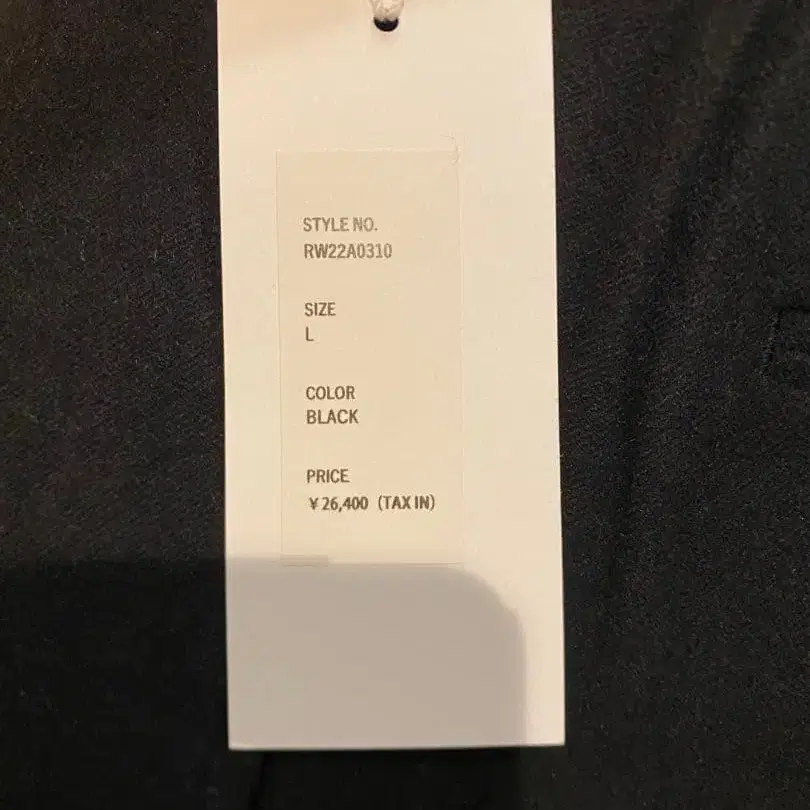 STYLE NO.
RW22A0310
SIZE
L
COLOR
BLACK
PRICE
¥26,400 (TAX IN)